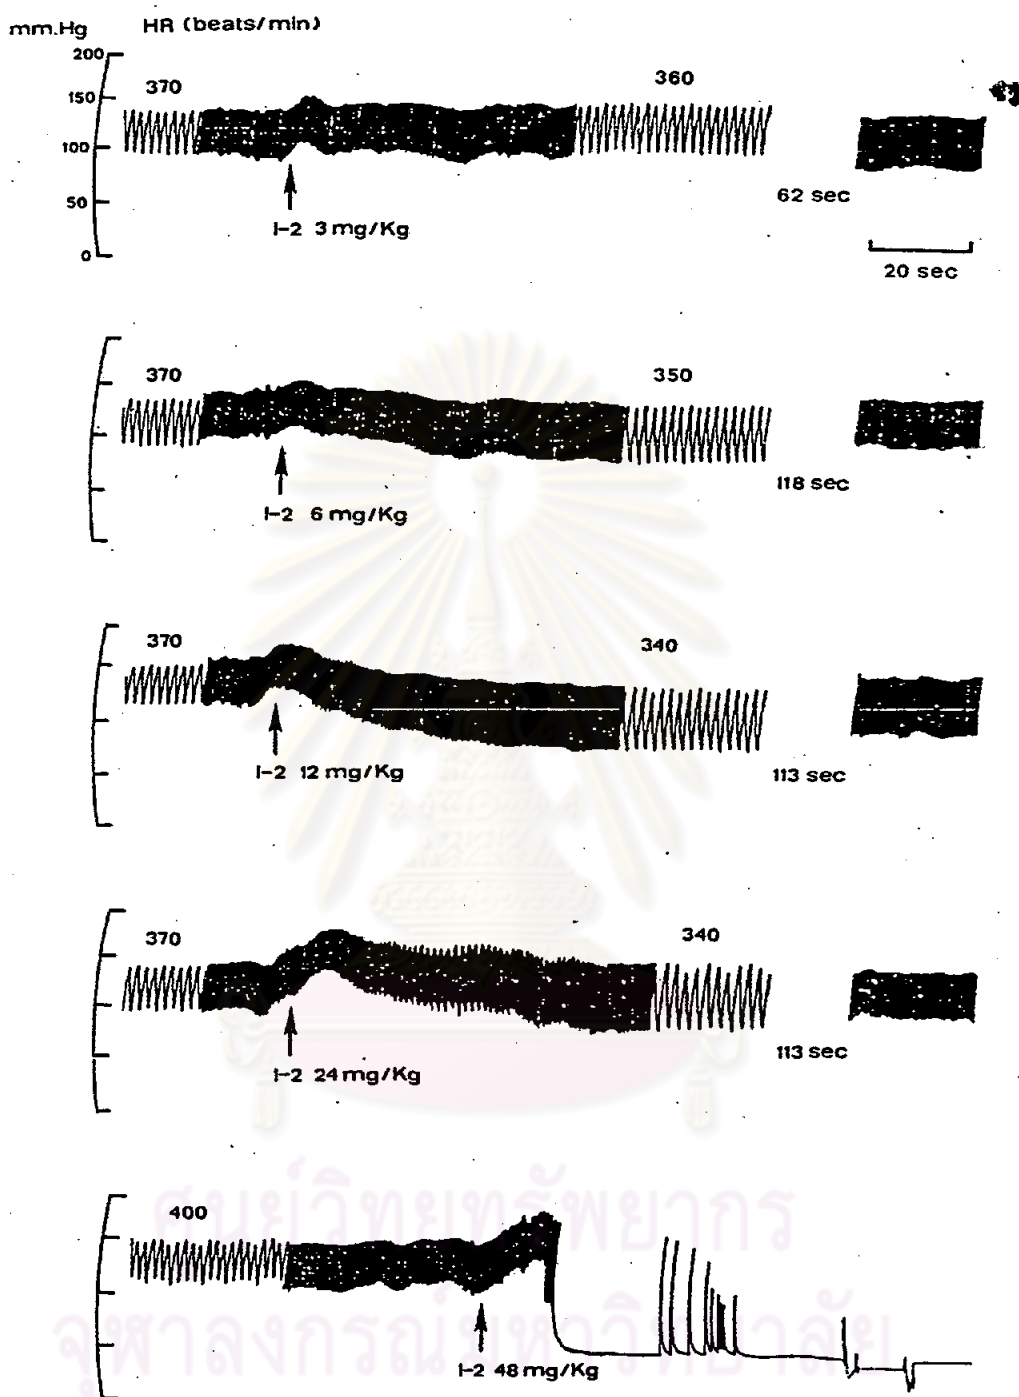 mm.Hg HR (beats/min)
200
370 360
150
100
50
62 sec
I-2 3 mg/Kg
0
20 sec
370 350
118 sec
I-2 6 mg/Kg
370 340
I-2 12 mg/Kg
113 sec
370 340
113 sec
I-2 24 mg/Kg
ศูนย์วิทยทรัพยากร
400
จุฬาลงกรณ์มหาวิทยาลัย
I-2 48 mg/Kg